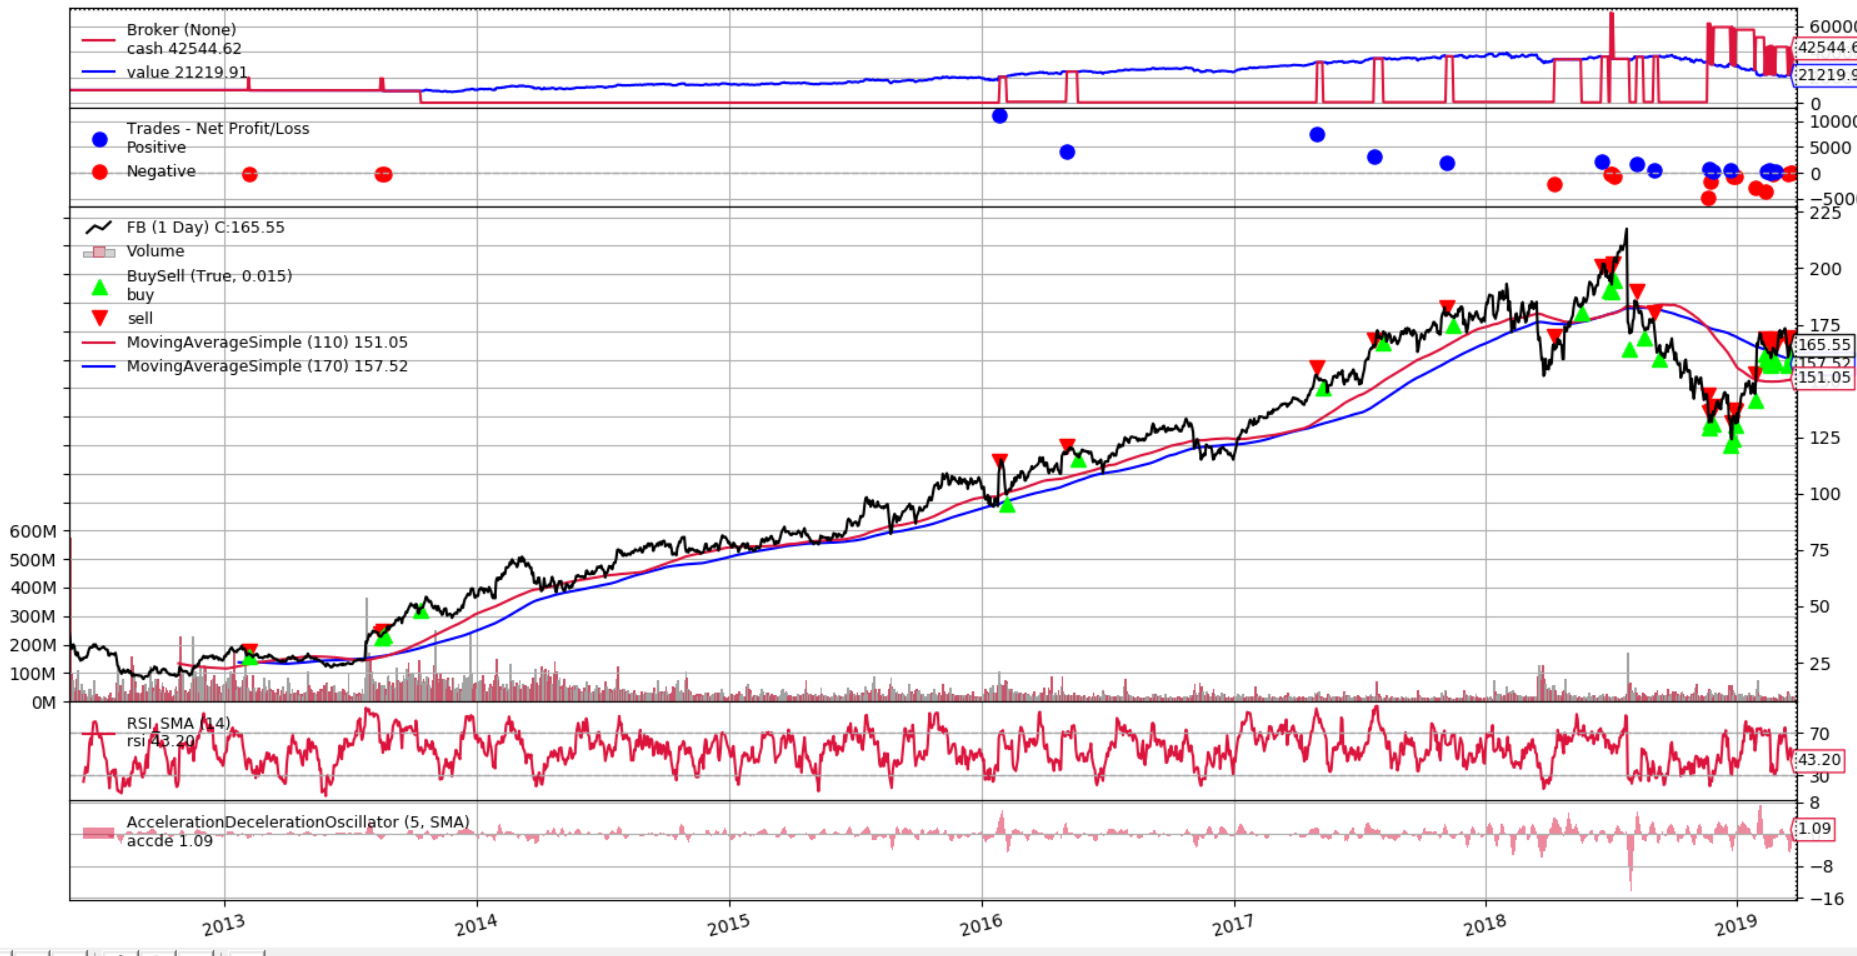 Broker (None)
cash 42544.62
value 21219.91
60000
42544.6
21219.9
0
Trades - Net Profit/Loss
Positive
Negative
10000
5000
0
−5000
FB (1 Day) C:165.55
Volume
BuySell (True, 0.015)
buy
sell
MovingAverageSimple (110) 151.05
MovingAverageSimple (170) 157.52
225
200
175
165.55
157.52
151.05
125
100
75
50
25
600M
500M
400M
300M
200M
100M
0M
RSI_SMA (14)
rsi 43.20
70
43.20
30
AccelerationDecelerationOscillator (5, SMA)
accde 1.09
8
1.09
−8
−16
2013
2014
2015
2016
2017
2018
2019